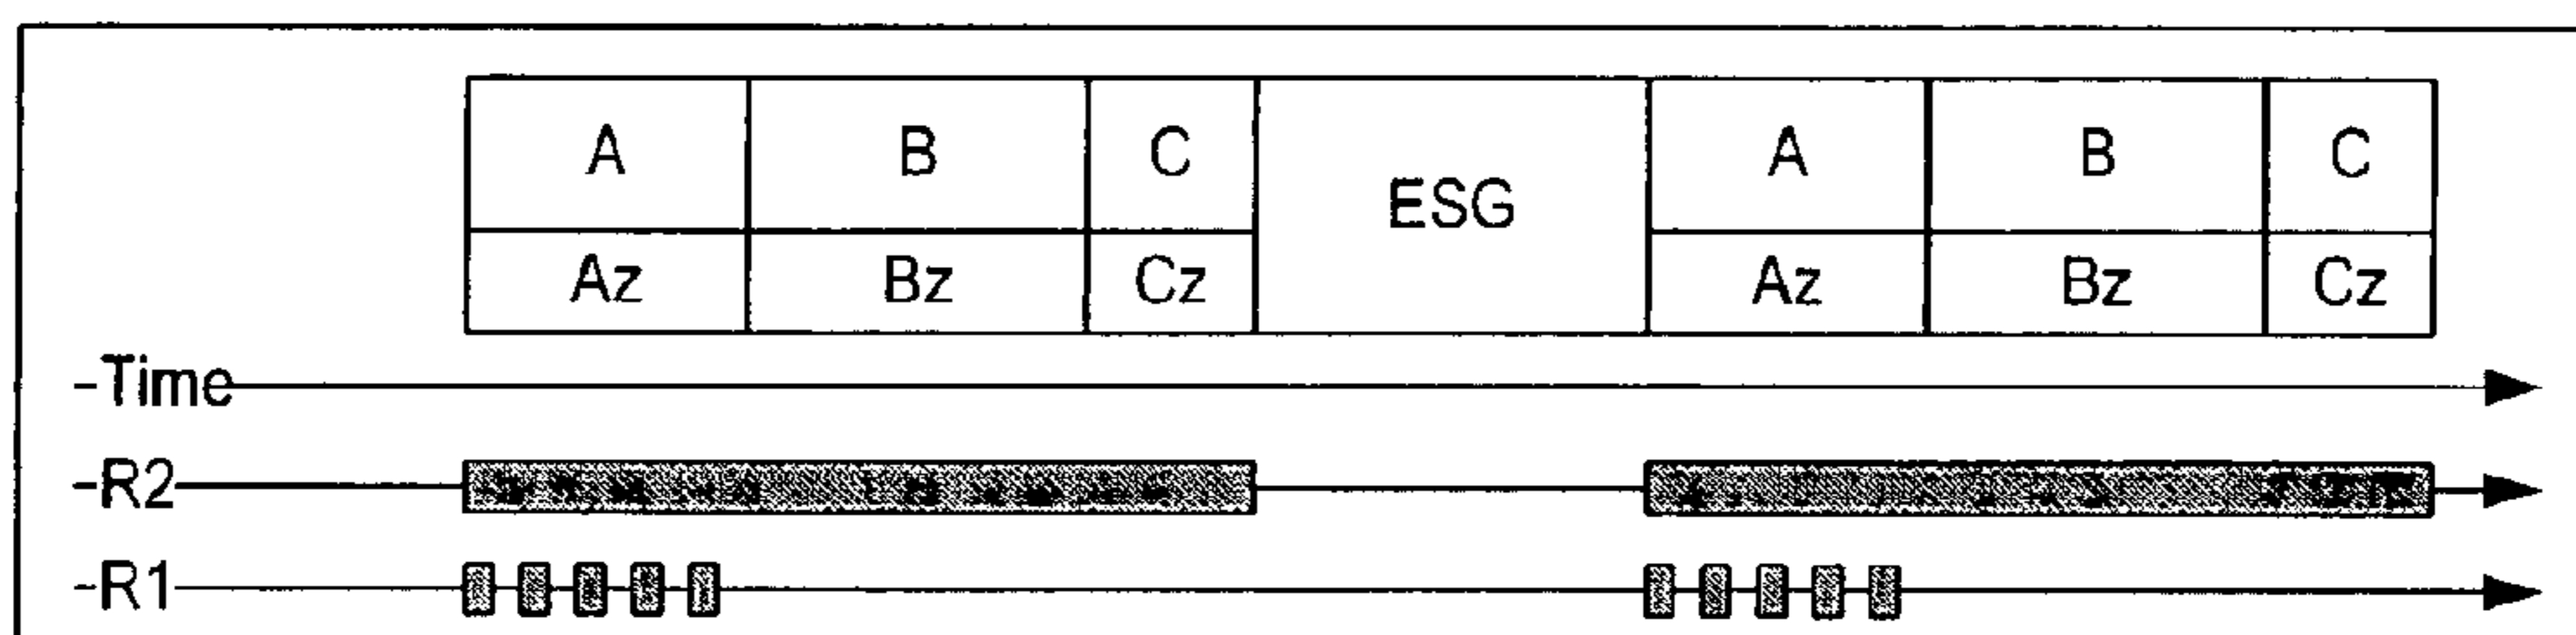 A B C ESG A B C
Az Bz Cz Az Bz Cz
-Time
-R2
-R1